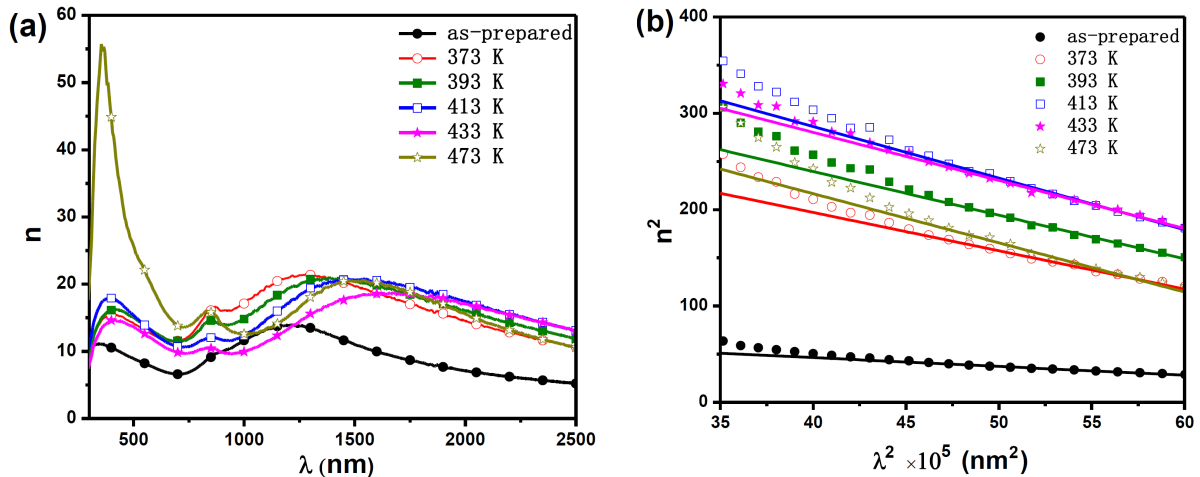 (a)
60
50
40
30
20
10
0
n
500
1000
1500
2000
2500
λ (nm)
as-prepared
373 K
393 K
413 K
433 K
473 K
(b)
400
300
200
100
0
n²
35
40
45
50
55
60
λ² ×10⁵ (nm²)
as-prepared
373 K
393 K
413 K
433 K
473 K